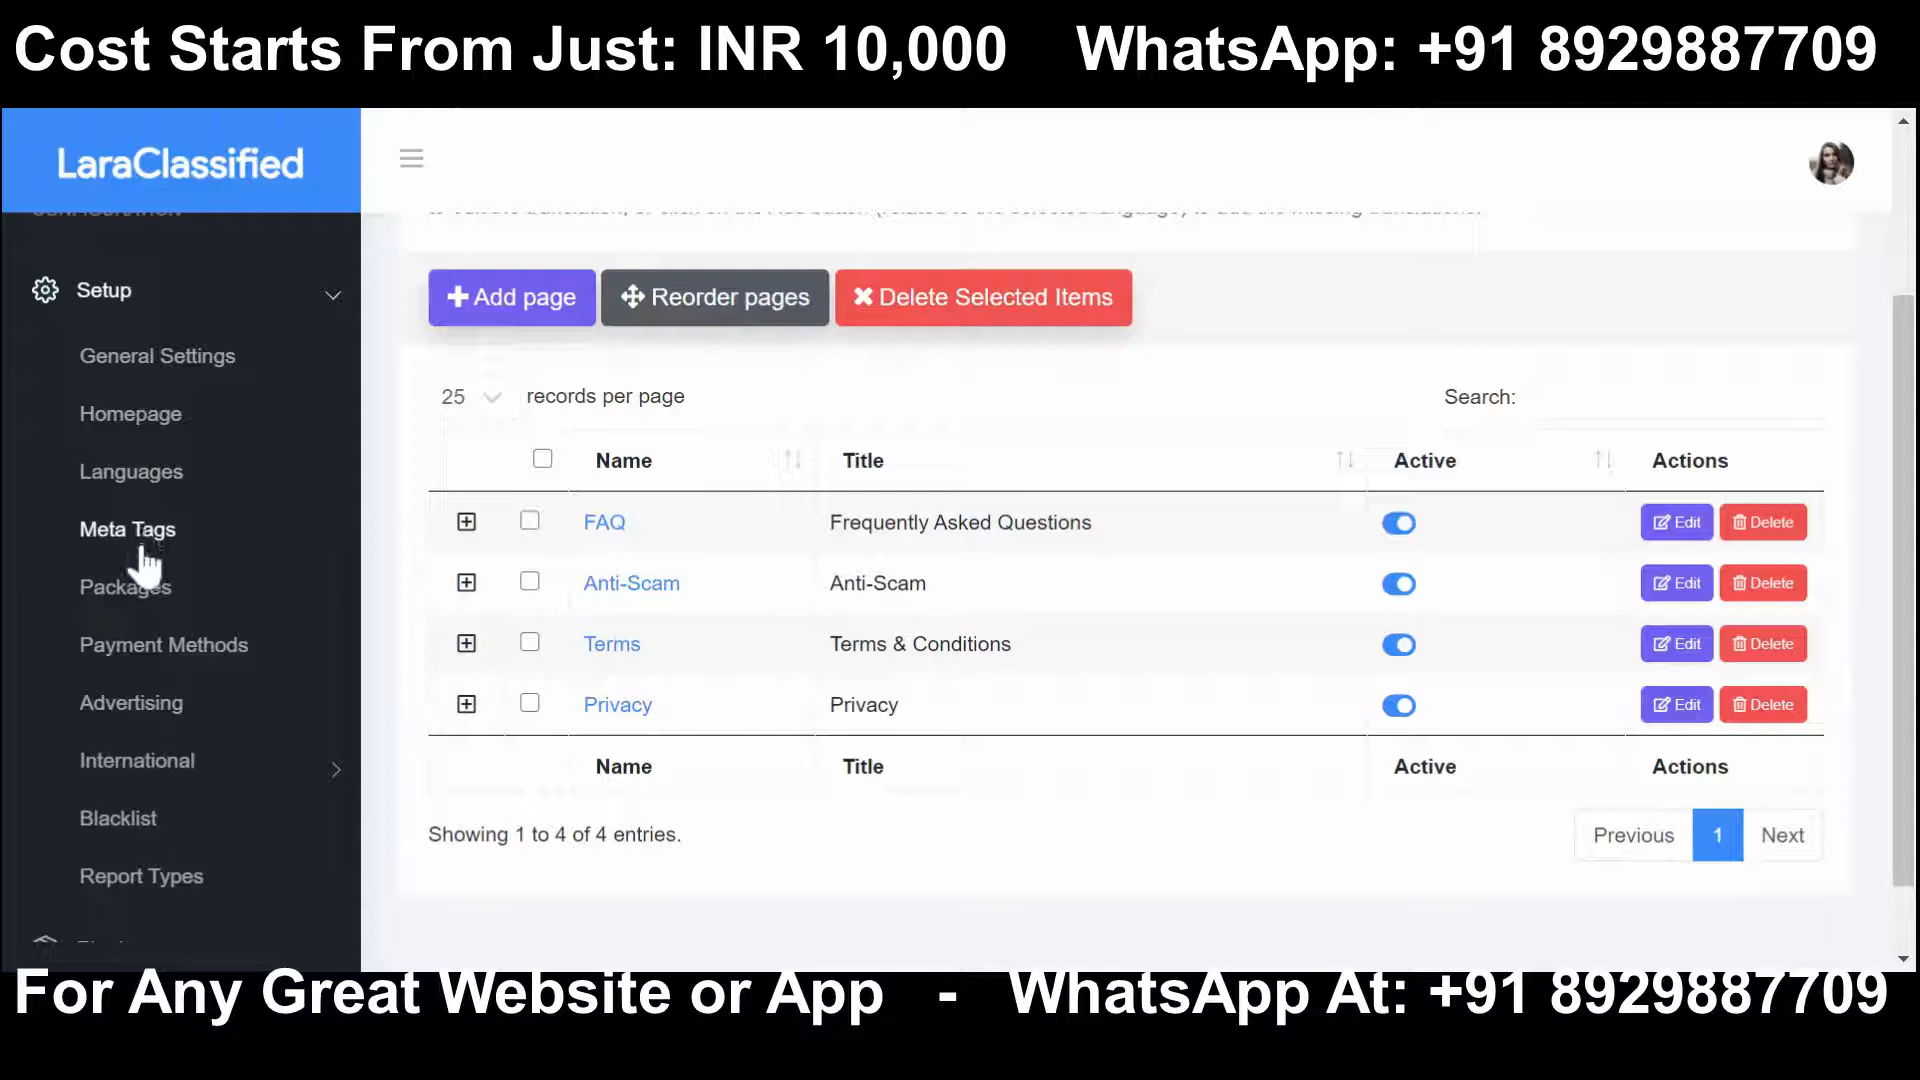 Cost Starts From Just: INR 10,000 WhatsApp: +91 8929887709
LaraClassified
Setup
General Settings
Homepage
Languages
Meta Tags
Packages
Payment Methods
Advertising
International
Blacklist
Report Types
Add page
Reorder pages
Delete Selected Items
25 records per page
Search:
Name Title Active Actions
FAQ Frequently Asked Questions Edit Delete
Anti-Scam Anti-Scam Edit Delete
Terms Terms & Conditions Edit Delete
Privacy Privacy Edit Delete
Name Title Active Actions
Showing 1 to 4 of 4 entries.
Previous 1 Next
For Any Great Website or App - WhatsApp At: +91 8929887709